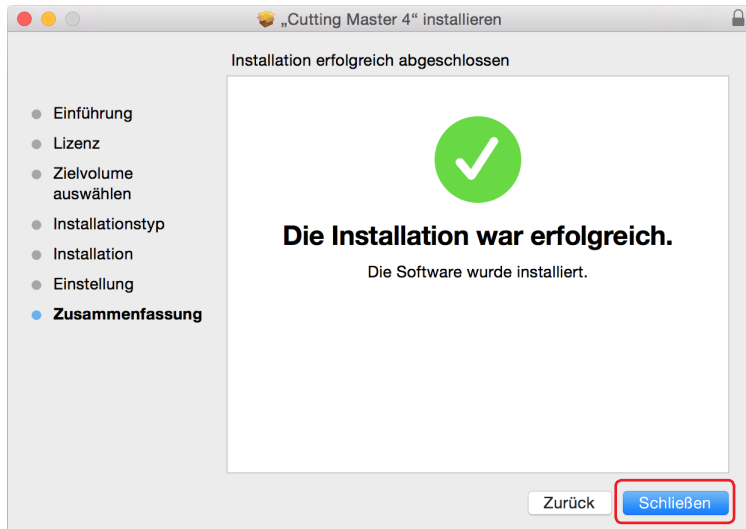 „Cutting Master 4“ installieren
Installation erfolgreich abgeschlossen
Einführung
Lizenz
Zielvolume
auswählen
Installationstyp
Installation
Einstellung
Zusammenfassung
Die Installation war erfolgreich.
Die Software wurde installiert.
Zurück
Schließen